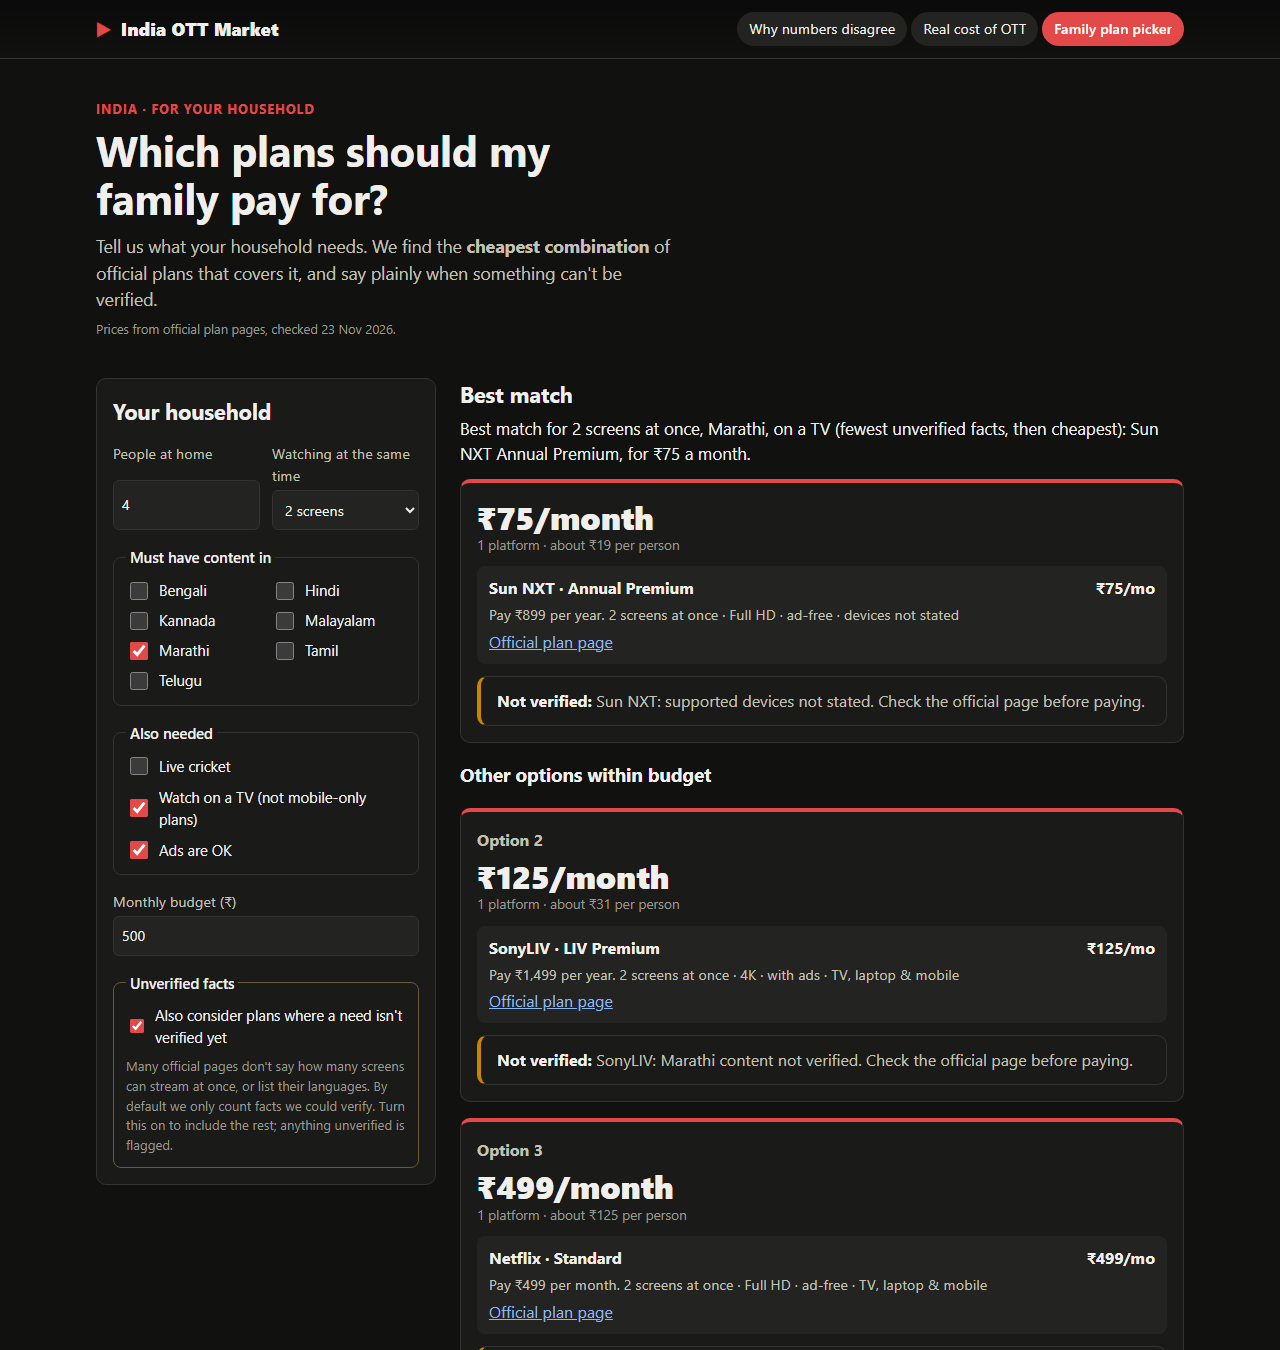 India OTT Market
Why numbers disagree
Real cost of OTT
Family plan picker
INDIA · FOR YOUR HOUSEHOLD
Which plans should my
family pay for?
Tell us what your household needs. We find the cheapest combination of
official plans that covers it, and say plainly when something can't be
verified.
Prices from official plan pages, checked 23 Nov 2026.
Your household
People at home
4
Watching at the same
time
2 screens
Must have content in
Bengali
Hindi
Kannada
Malayalam
Marathi
Tamil
Telugu
Also needed
Live cricket
Watch on a TV (not mobile-only
plans)
Ads are OK
Monthly budget (₹)
500
Unverified facts
Also consider plans where a need isn't
verified yet
Many official pages don't say how many screens
can stream at once, or list their languages. By
default we only count facts we could verify. Turn
this on to include the rest; anything unverified is
flagged.
Best match
Best match for 2 screens at once, Marathi, on a TV (fewest unverified facts, then cheapest): Sun
NXT Annual Premium, for ₹75 a month.
₹75/month
1 platform · about ₹19 per person
Sun NXT · Annual Premium
₹75/mo
Pay ₹899 per year. 2 screens at once · Full HD · ad-free · devices not stated
Official plan page
Not verified: Sun NXT: supported devices not stated. Check the official page before paying.
Other options within budget
Option 2
₹125/month
1 platform · about ₹31 per person
SonyLIV · LIV Premium
₹125/mo
Pay ₹1,499 per year. 2 screens at once · 4K · with ads · TV, laptop & mobile
Official plan page
Not verified: SonyLIV: Marathi content not verified. Check the official page before paying.
Option 3
₹499/month
1 platform · about ₹125 per person
Netflix · Standard
₹499/mo
Pay ₹499 per month. 2 screens at once · Full HD · ad-free · TV, laptop & mobile
Official plan page